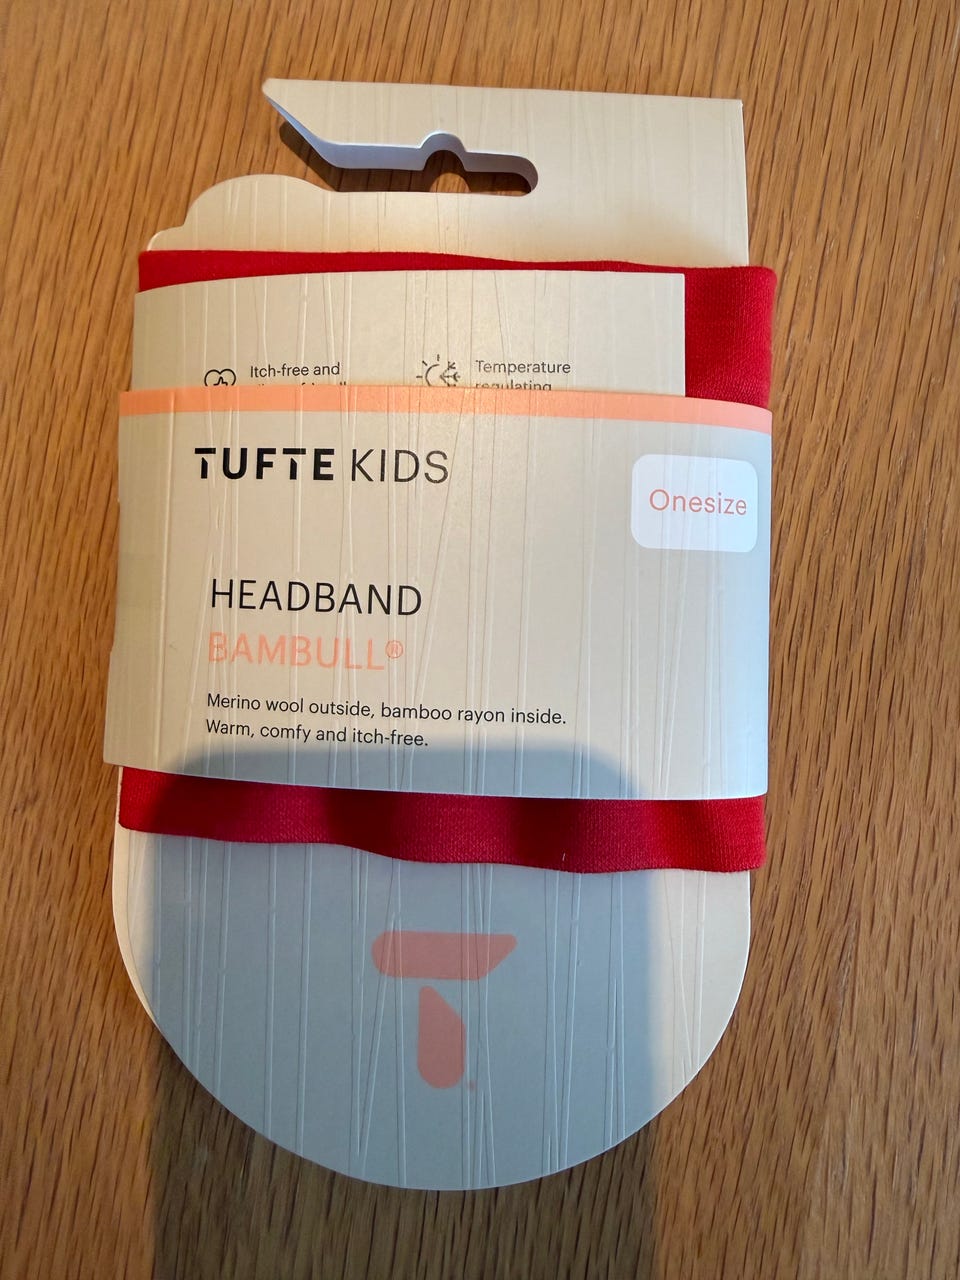 Itch-free and
Temperature
regulating
TUFTE KIDS
Onesize
HEADBAND
BAMBULL®
Merino wool outside, bamboo rayon inside.
Warm, comfy and itch-free.